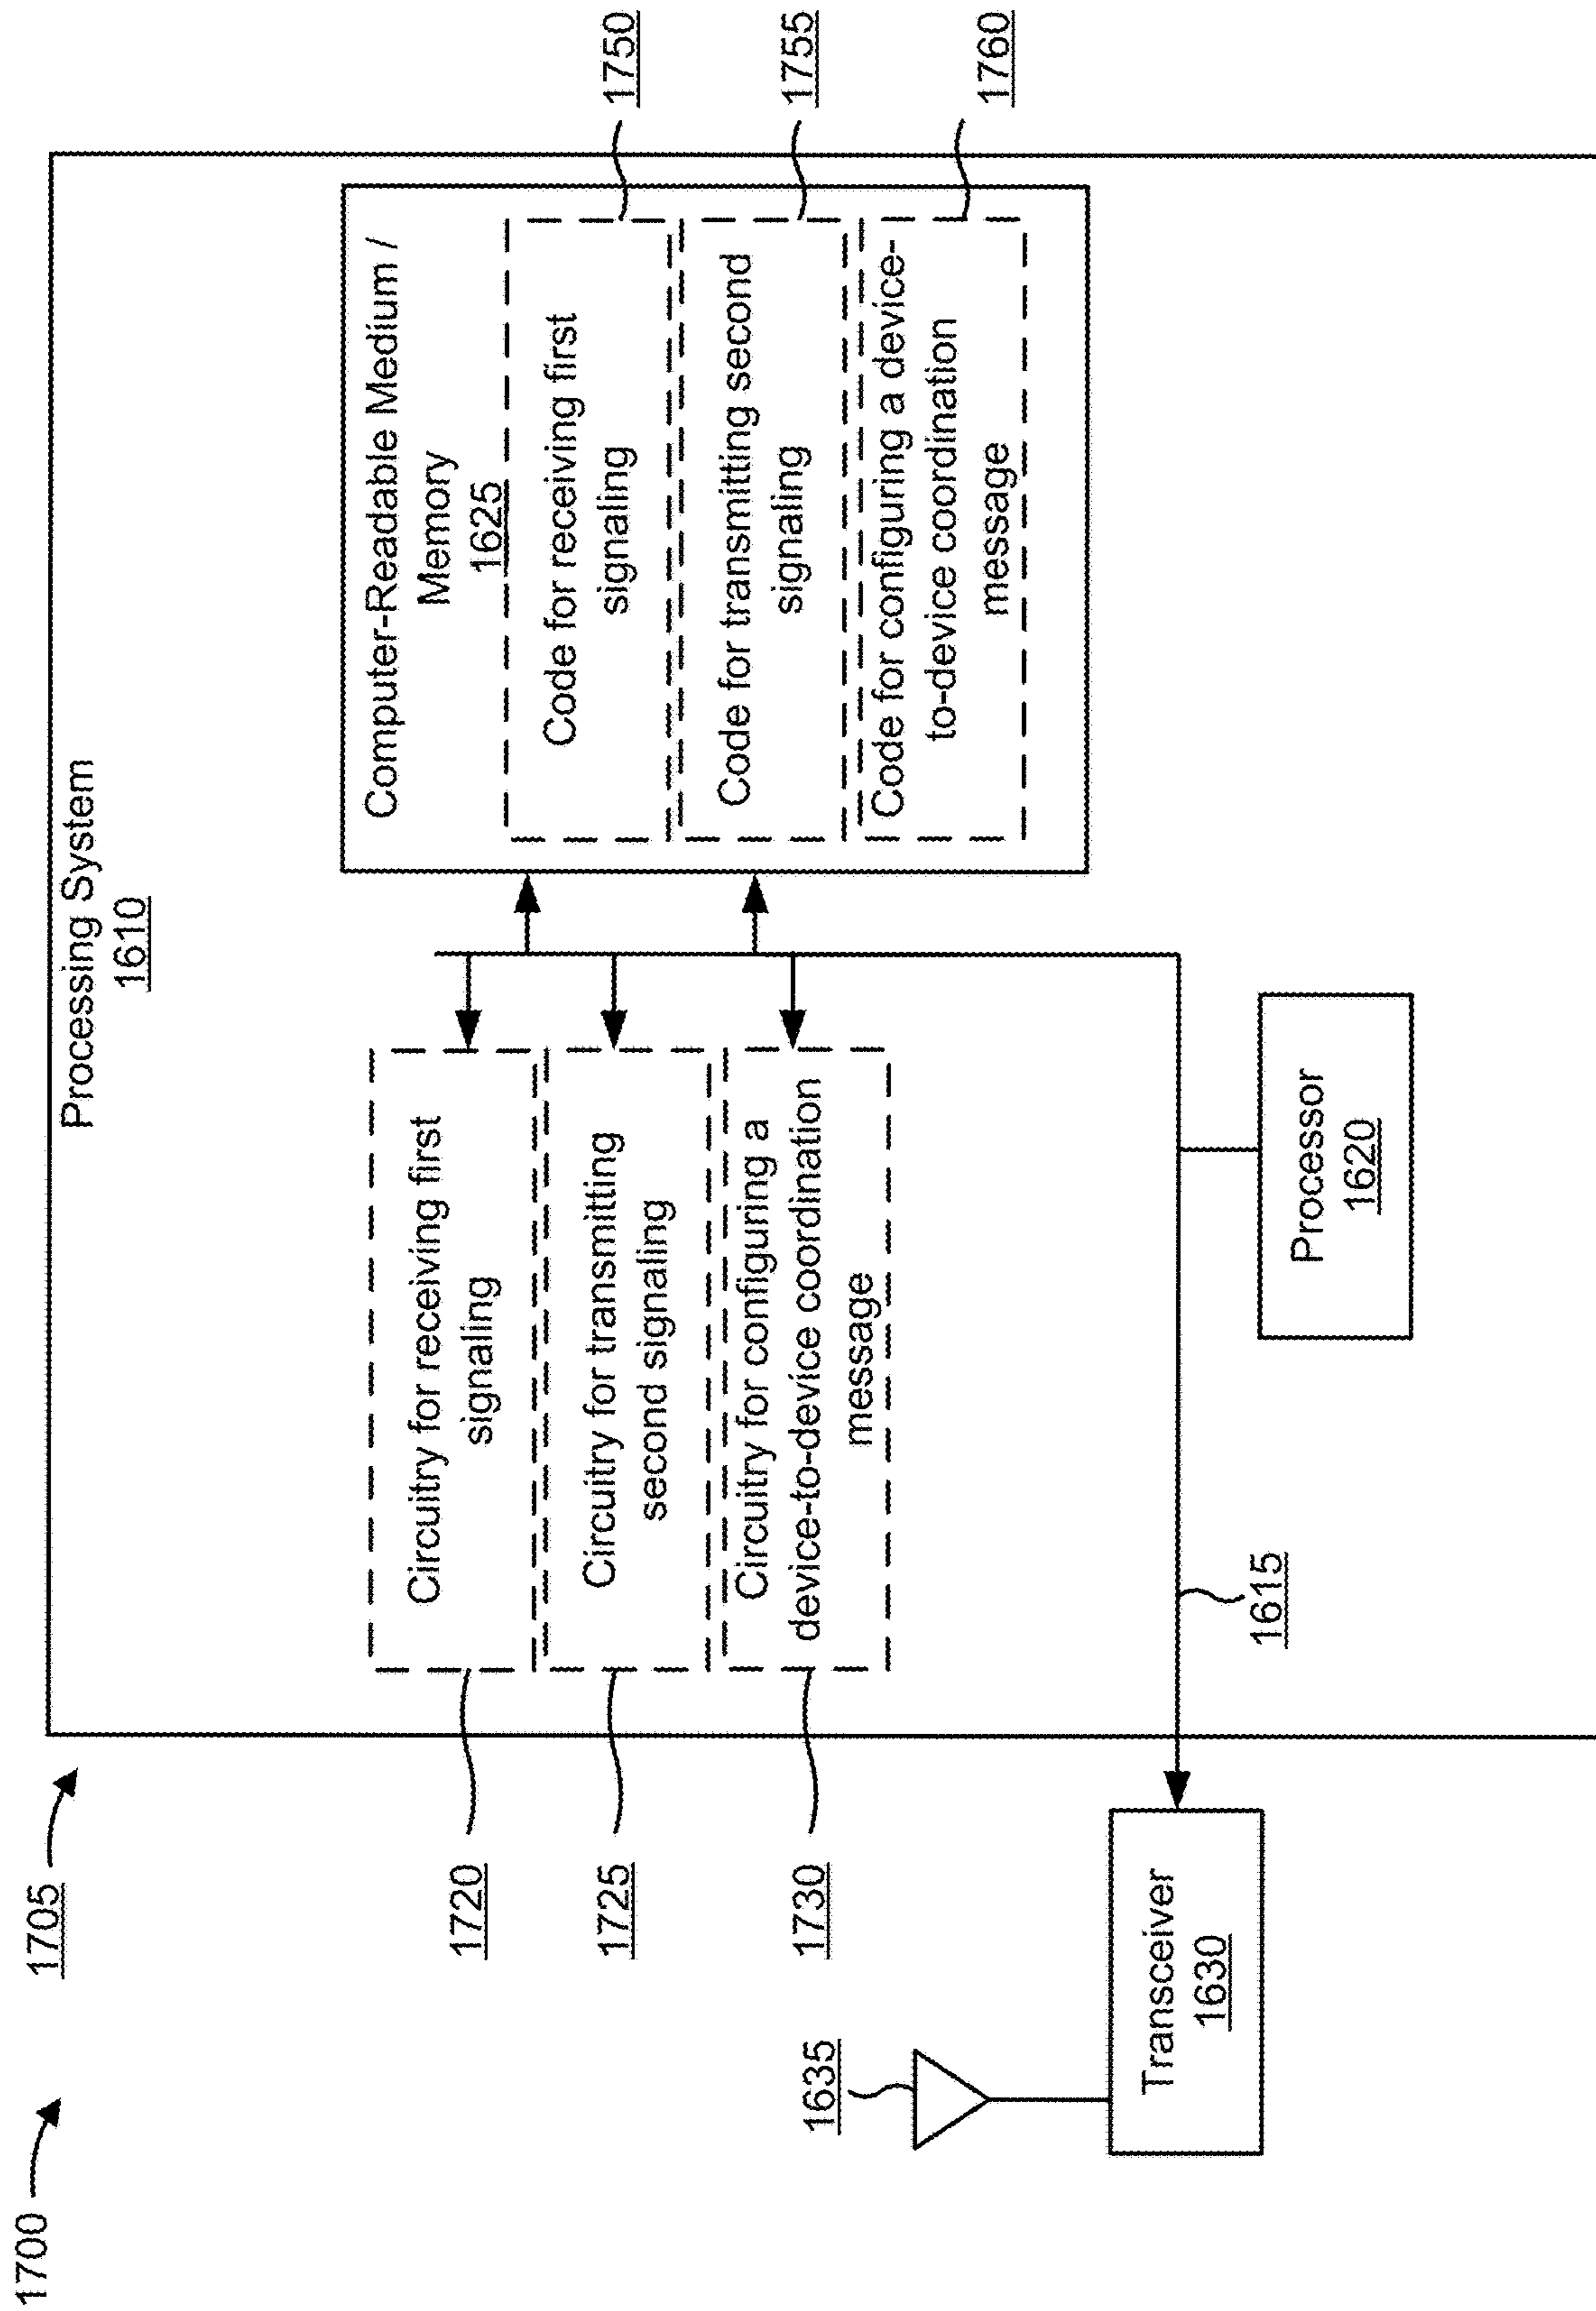 1700
1705
Processing System
1610
1720
Circuitry for receiving first
signaling
1725
Circuitry for transmitting
second signaling
1730
Circuitry for configuring a
device-to-device coordination
message
Computer-Readable Medium /
Memory
1625
Code for receiving first
signaling
1750
Code for transmitting second
signaling
1755
Code for configuring a device-
to-device coordination
message
1760
1635
Transceiver
1630
1615
Processor
1620